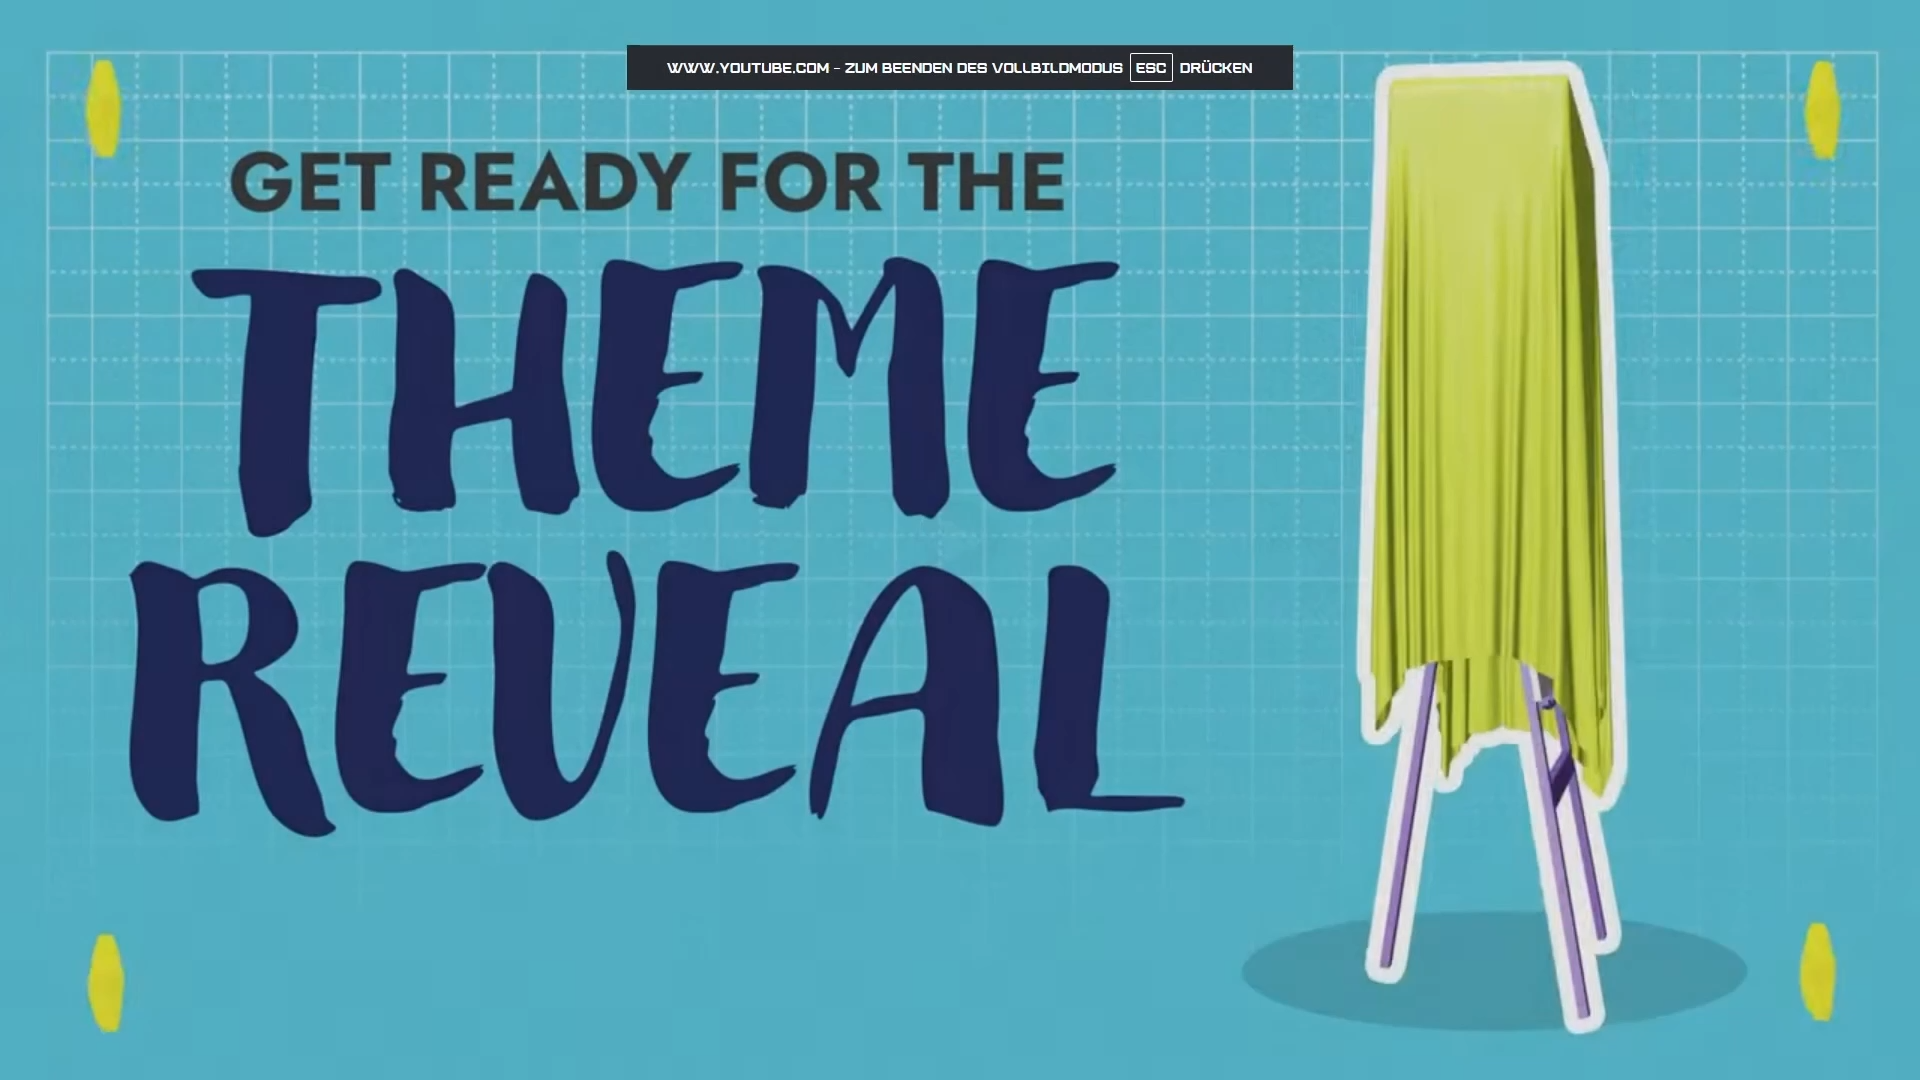 WWW.YOUTUBE.COM – ZUM BEENDEN DES VOLLBILDMODUS ESC DRÜCKEN
GET READY FOR THE
THEME
REVEAL